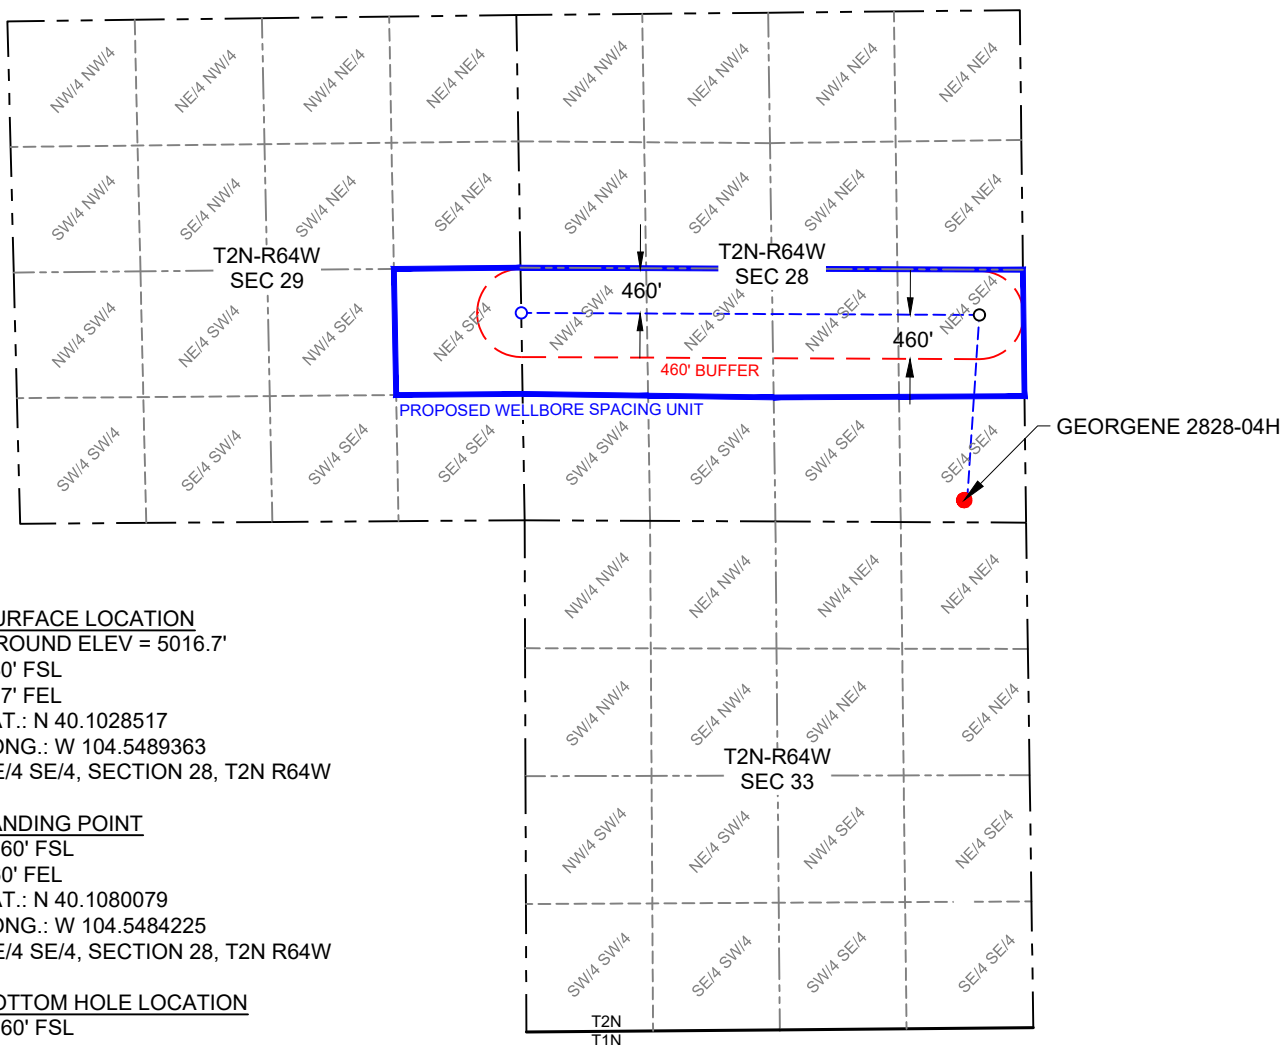 NW/4 NW/4
NE/4 NW/4
NW/4 NE/4
NE/4 NE/4
NW/4 NW/4
NE/4 NW/4
NW/4 NE/4
NE/4 NE/4
SW/4 NW/4
SE/4 NW/4
SW/4 NE/4
SE/4 NE/4
SW/4 NW/4
SE/4 NW/4
SW/4 NE/4
SE/4 NE/4
T2N-R64W
SEC 29
T2N-R64W
SEC 28
NW/4 SW/4
NE/4 SW/4
NW/4 SE/4
NE/4 SE/4
NW/4 SW/4
NW/4 SE/4
NE/4 SE/4
460'
460'
460' BUFFER
PROPOSED WELLBORE SPACING UNIT
SW/4 SW/4
SE/4 SW/4
SW/4 SE/4
SE/4 SE/4
SW/4 SW/4
SE/4 SW/4
SW/4 SE/4
SE/4 SE/4
GEORGENE 2828-04H
NW/4 NW/4
NE/4 NW/4
NW/4 NE/4
NE/4 NE/4
SW/4 NW/4
SE/4 NW/4
SW/4 NE/4
SE/4 NE/4
T2N-R64W
SEC 33
NW/4 SW/4
NE/4 SW/4
NW/4 SE/4
NE/4 SE/4
SW/4 SW/4
SE/4 SW/4
SW/4 SE/4
SE/4 SE/4
T2N
T1N
URFACE LOCATION
ROUND ELEV = 5016.7'
0' FSL
7' FEL
AT.: N 40.1028517
ONG.: W 104.5489363
E/4 SE/4, SECTION 28, T2N R64W
ANDING POINT
60' FSL
0' FEL
AT.: N 40.1080079
ONG.: W 104.5484225
E/4 SE/4, SECTION 28, T2N R64W
OTTOM HOLE LOCATION
60' FSL